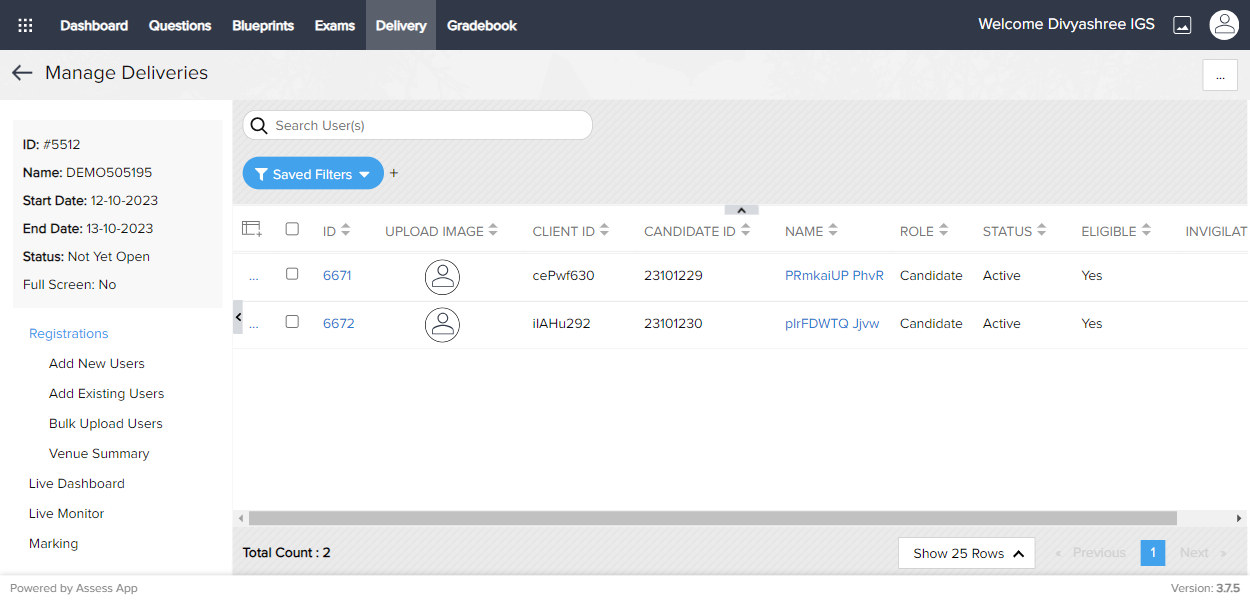 Dashboard Questions Blueprints Exams Delivery Gradebook Welcome Divyashree IGS
Manage Deliveries ...
ID: #5512
Name: DEMO505195
Start Date: 12-10-2023
End Date: 13-10-2023
Status: Not Yet Open
Full Screen: No
Registrations
Add New Users
Add Existing Users
Bulk Upload Users
Venue Summary
Live Dashboard
Live Monitor
Marking
Search User(s)
Saved Filters +
ID UPLOAD IMAGE CLIENT ID CANDIDATE ID NAME ROLE STATUS ELIGIBLE INVIGILAT
... 6671 cePwf630 23101229 PRmkaiUP PhvR Candidate Active Yes
... 6672 ilAHu292 23101230 plrFDWTQ Jjvw Candidate Active Yes
Total Count : 2 Show 25 Rows « Previous 1 Next »
Powered by Assess App Version: 3.7.5